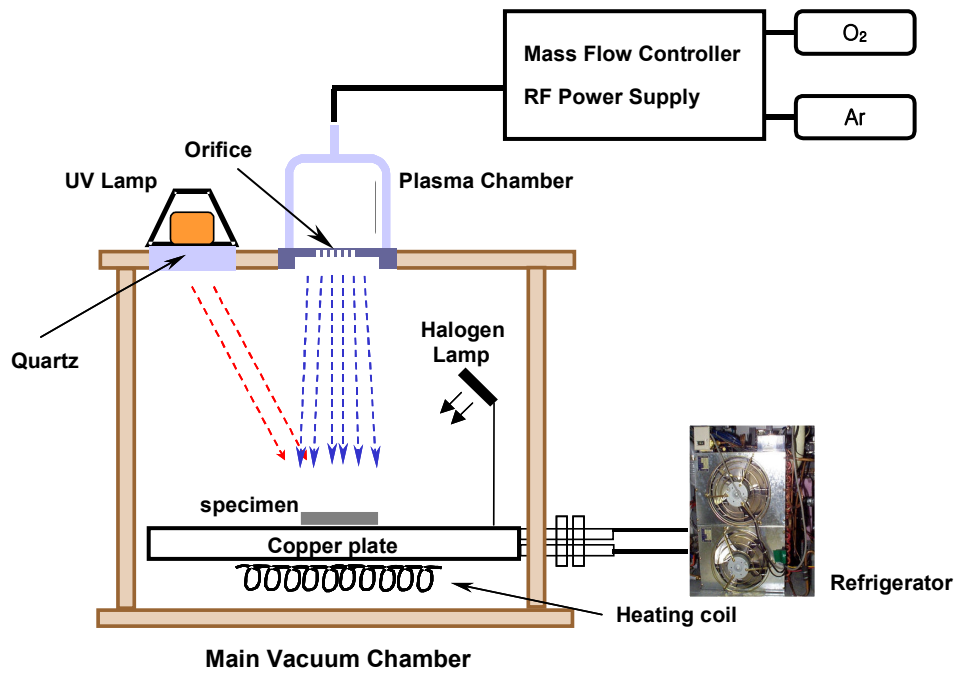 Mass Flow Controller
RF Power Supply
O₂
Ar
Orifice
UV Lamp
Plasma Chamber
Halogen
Lamp
Quartz
specimen
Copper plate
Refrigerator
Heating coil
Main Vacuum Chamber